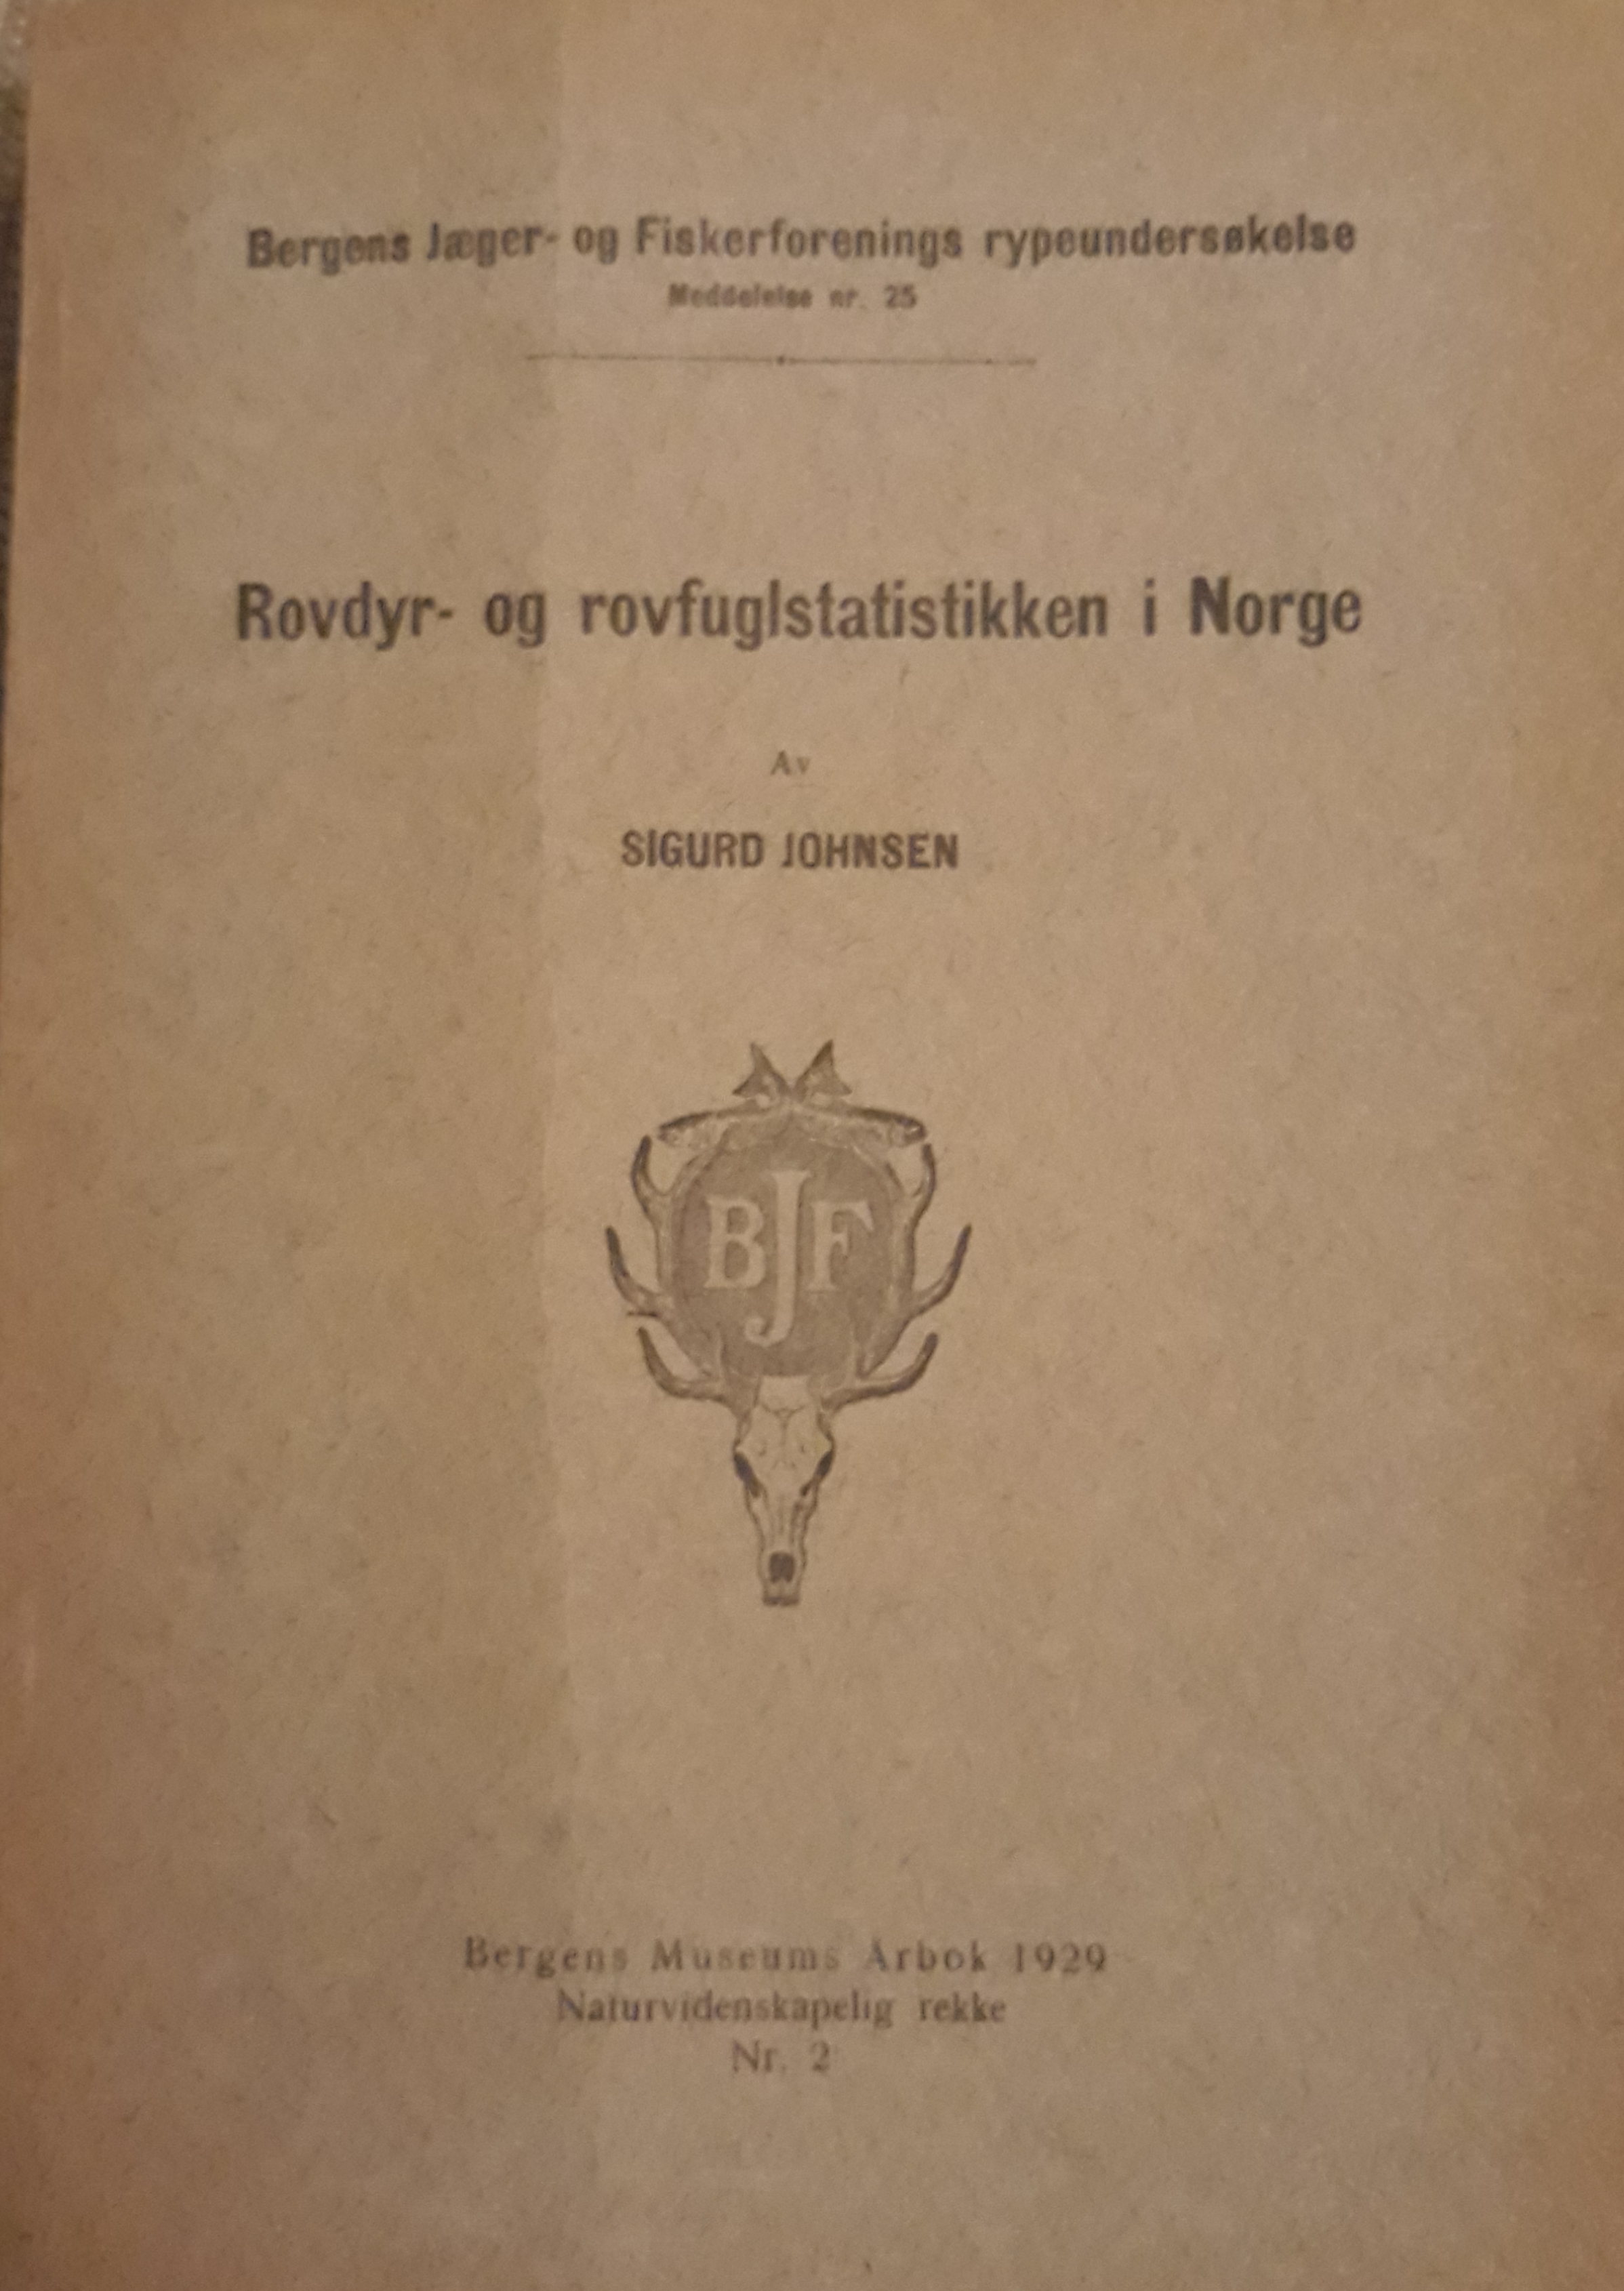 Bergens Jæger- og Fiskerforenings rypeundersøkelse
Meddelelse nr. 25
Rovdyr- og rovfuglstatistikken i Norge
Av
SIGURD JOHNSEN
BJF
Bergens Museums Årbok 1929
Naturvidenskapelig rekke
Nr. 2